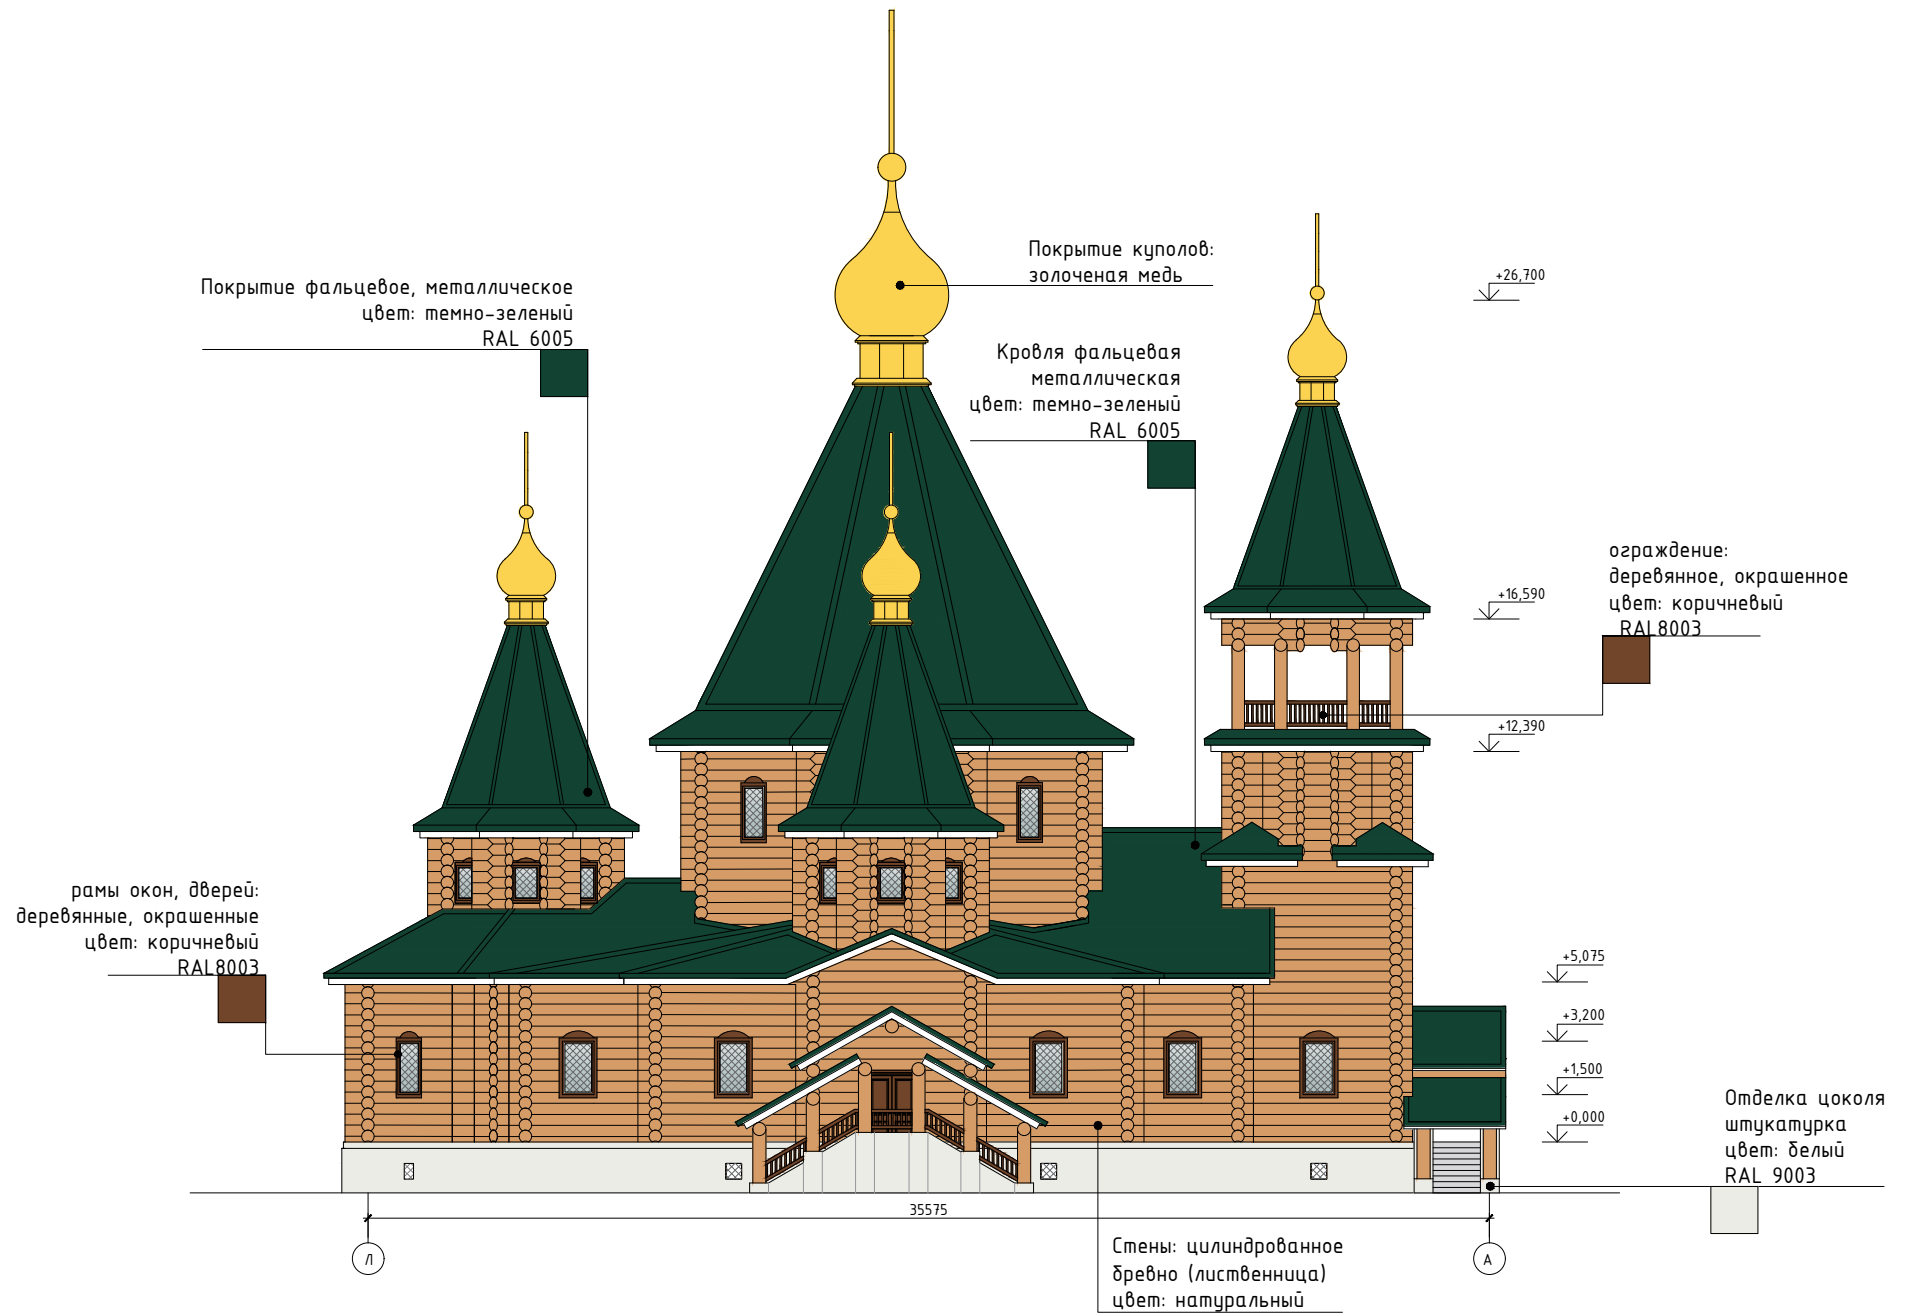 Покрытие куполов:
золоченая медь
+26,700
Покрытие фальцевое, металлическое
цвет: темно-зеленый
RAL 6005
Кровля фальцевая
металлическая
цвет: темно-зеленый
RAL 6005
ограждение:
деревянное, окрашенное
цвет: коричневый
RAL8003
+16,590
+12,390
рамы окон, дверей:
деревянные, окрашенные
цвет: коричневый
RAL8003
+5,075
+3,200
+1,500
+0,000
Отделка цоколя
штукатурка
цвет: белый
RAL 9003
35575
Л
А
Стены: цилиндрованное
бревно (лиственница)
цвет: натуральный